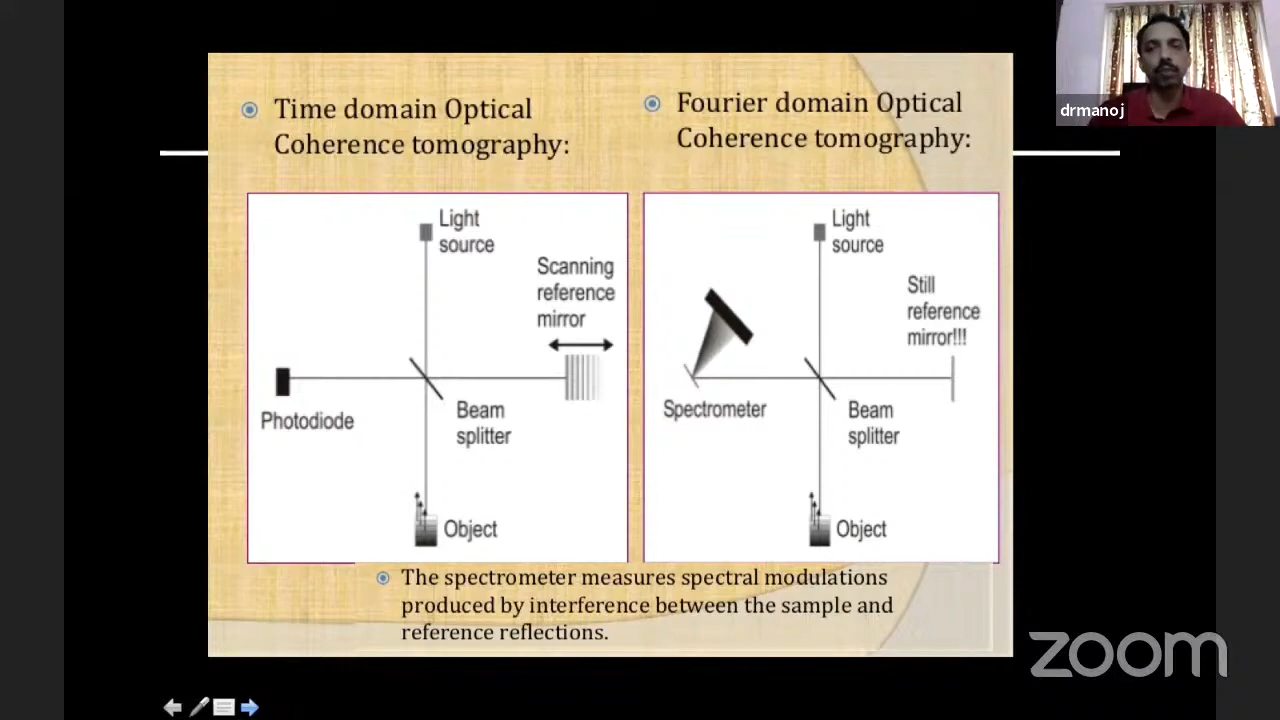 drmanoj
Time domain Optical
Coherence tomography:
Fourier domain Optical
Coherence tomography:
Light
source
Scanning
reference
mirror
Photodiode
Beam
splitter
Object
Light
source
Still
reference
mirror!!!
Spectrometer
Beam
splitter
Object
The spectrometer measures spectral modulations
produced by interference between the sample and
reference reflections.
zoom